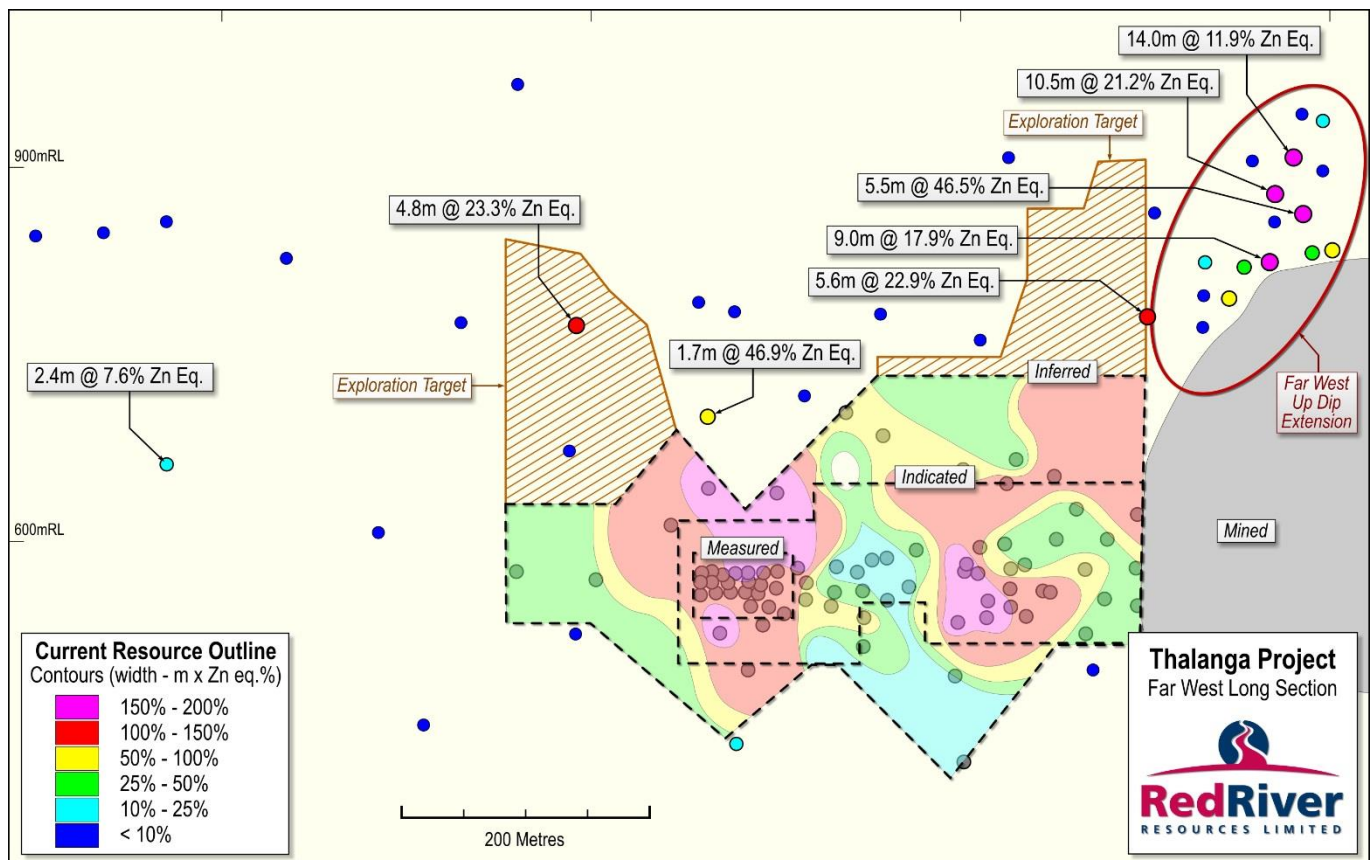 14.0m @ 11.9% Zn Eq.
10.5m @ 21.2% Zn Eq.
Exploration Target
900mRL
5.5m @ 46.5% Zn Eq.
4.8m @ 23.3% Zn Eq.
9.0m @ 17.9% Zn Eq.
5.6m @ 22.9% Zn Eq.
1.7m @ 46.9% Zn Eq.
2.4m @ 7.6% Zn Eq.
Exploration Target
Inferred
Far West
Up Dip
Extension
Indicated
600mRL
Measured
Mined
Current Resource Outline
Contours (width - m x Zn eq.%)
150% - 200%
100% - 150%
50% - 100%
25% - 50%
10% - 25%
< 10%
200 Metres
Thalanga Project
Far West Long Section
RedRiver
RESOURCES LIMITED